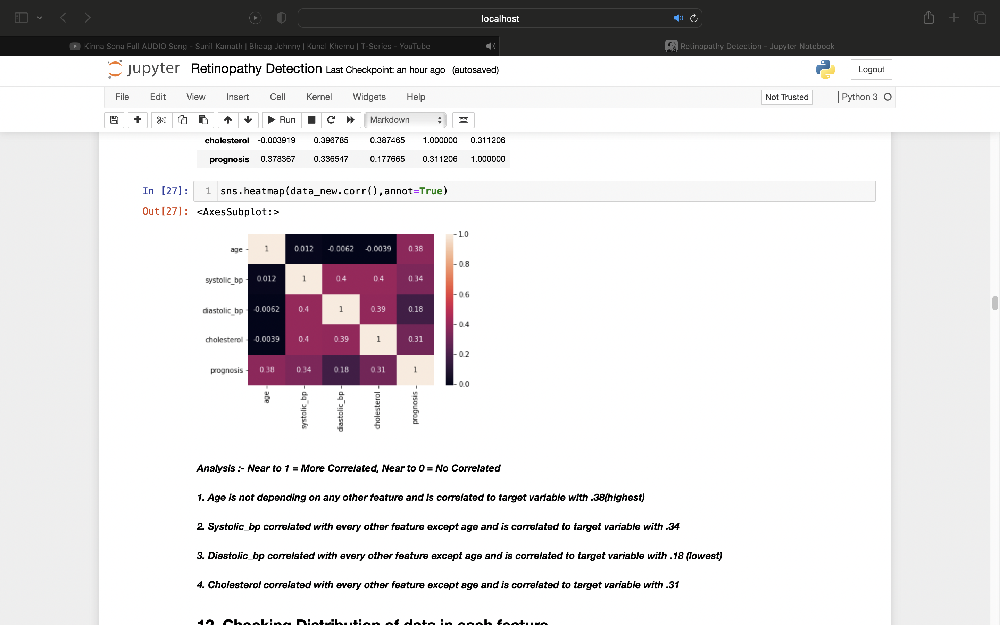 localhost
Kinna Sona Full AUDIO Song - Sunil Kamath | Bhaag Johnny | Kunal Khemu | T-Series - YouTube
Retinopathy Detection - Jupyter Notebook
jupyter Retinopathy Detection Last Checkpoint: an hour ago (autosaved)
Logout
File Edit View Insert Cell Kernel Widgets Help
Not Trusted
Python 3
Run
Markdown
cholesterol -0.003919 0.396785 0.387465 1.000000 0.311206
prognosis 0.378367 0.336547 0.177665 0.311206 1.000000
In [27]: 1 sns.heatmap(data_new.corr(),annot=True)
Out[27]: <AxesSubplot:>
age 1 0.012 -0.0062 -0.0039 0.38
systolic_bp 0.012 1 0.4 0.4 0.34
diastolic_bp -0.0062 0.4 1 0.39 0.18
cholesterol -0.0039 0.4 0.39 1 0.31
prognosis 0.38 0.34 0.18 0.31 1
age systolic_bp diastolic_bp cholesterol prognosis
1.0
0.8
0.6
0.4
0.2
0.0
Analysis :- Near to 1 = More Correlated, Near to 0 = No Correlated
1. Age is not depending on any other feature and is correlated to target variable with .38(highest)
2. Systolic_bp correlated with every other feature except age and is correlated to target variable with .34
3. Diastolic_bp correlated with every other feature except age and is correlated to target variable with .18 (lowest)
4. Cholesterol correlated with every other feature except age and is correlated to target variable with .31
12. Checking Distribution of data in each feature